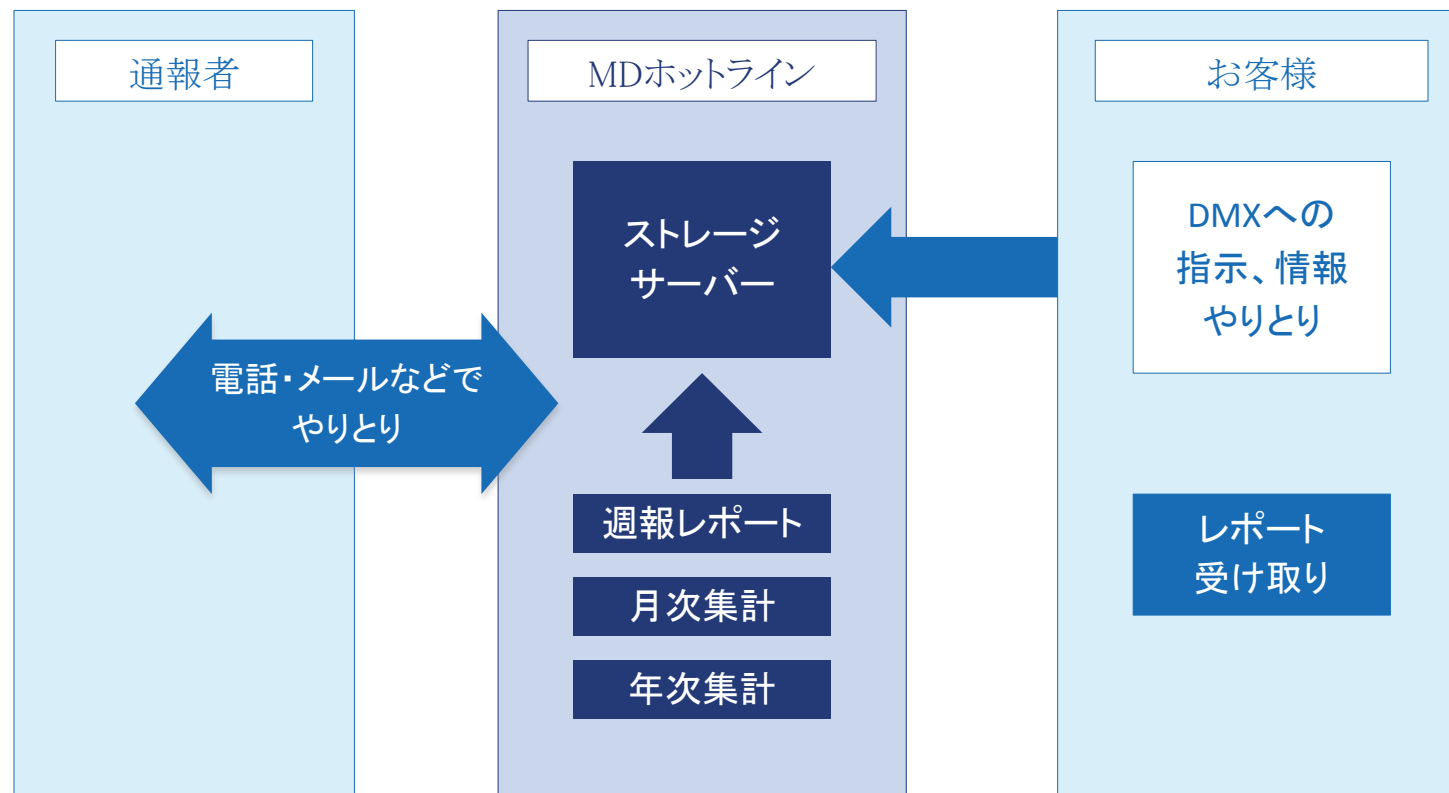 通報者
MDホットライン
お客様
ストレージ
サーバー
DMXへの
指示、情報
やりとり
電話・メールなどで
やりとり
週報レポート
月次集計
年次集計
レポート
受け取り